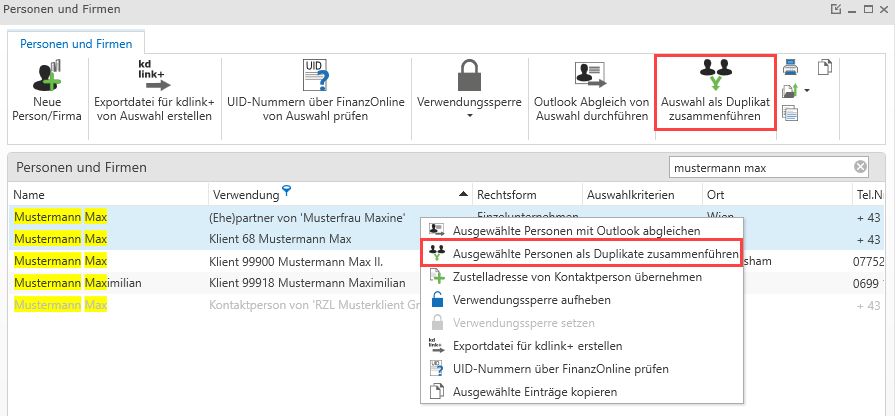 Personen und Firmen
Personen und Firmen
Neue
Person/Firma
kd
link+
Exportdatei für kdlink+
von Auswahl erstellen
UID
UID-Nummern über FinanzOnline
von Auswahl prüfen
Verwendungssperre
Outlook Abgleich von
Auswahl durchführen
Auswahl als Duplikat
zusammenführen
Personen und Firmen
mustermann max
Name Verwendung Rechtsform Auswahlkriterien Ort Tel.Nr
Mustermann Max (Ehe)partner von 'Musterfrau Maxine' Einzelunternehmen Wien + 43
Mustermann Max Klient 68 Mustermann Max + 43
Mustermann Max Klient 99900 Mustermann Max II. sham 07752
Mustermann Maximilian Klient 99918 Mustermann Maximilian 0699
Mustermann Max Kontaktperson von 'RZL Musterklient Gr + 43
Ausgewählte Personen mit Outlook abgleichen
Ausgewählte Personen als Duplikate zusammenführen
Zustelladresse von Kontaktperson übernehmen
Verwendungssperre aufheben
Verwendungssperre setzen
kd
link+
Exportdatei für kdlink+ erstellen
UID
UID-Nummern über FinanzOnline prüfen
Ausgewählte Einträge kopieren